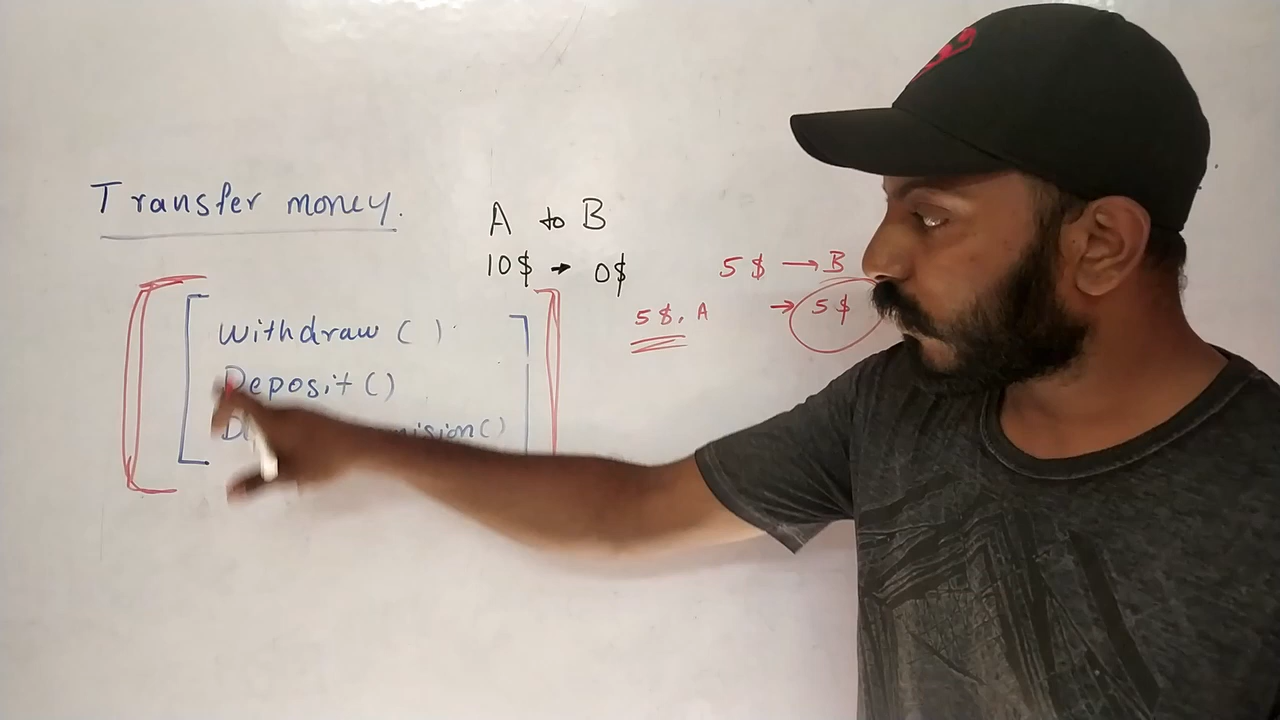 Transfer money.
A to B
10$ → 0$
5$ → B
5$, A
→ 5$
Withdraw ( )
Deposit ( )